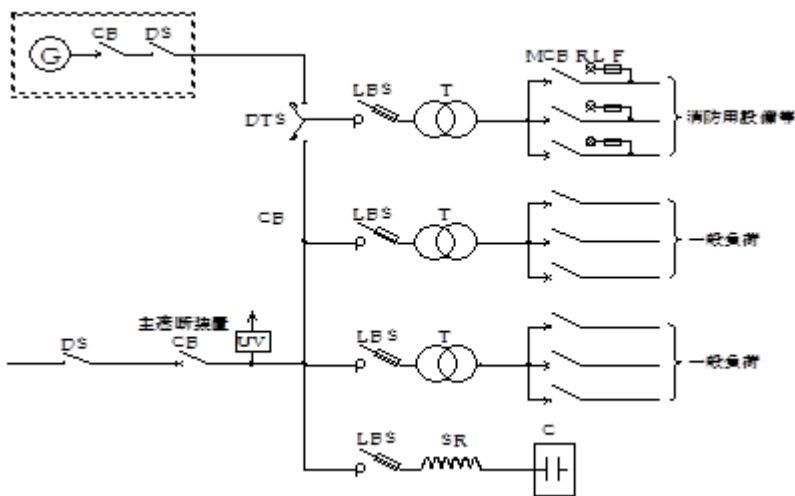 CB DS
G
MCB RL F
LBS T
DTS
消防用設備等
CB
LBS T
一般負荷
主遮断装置
DS CB UV
LBS T
一般負荷
LBS SR C